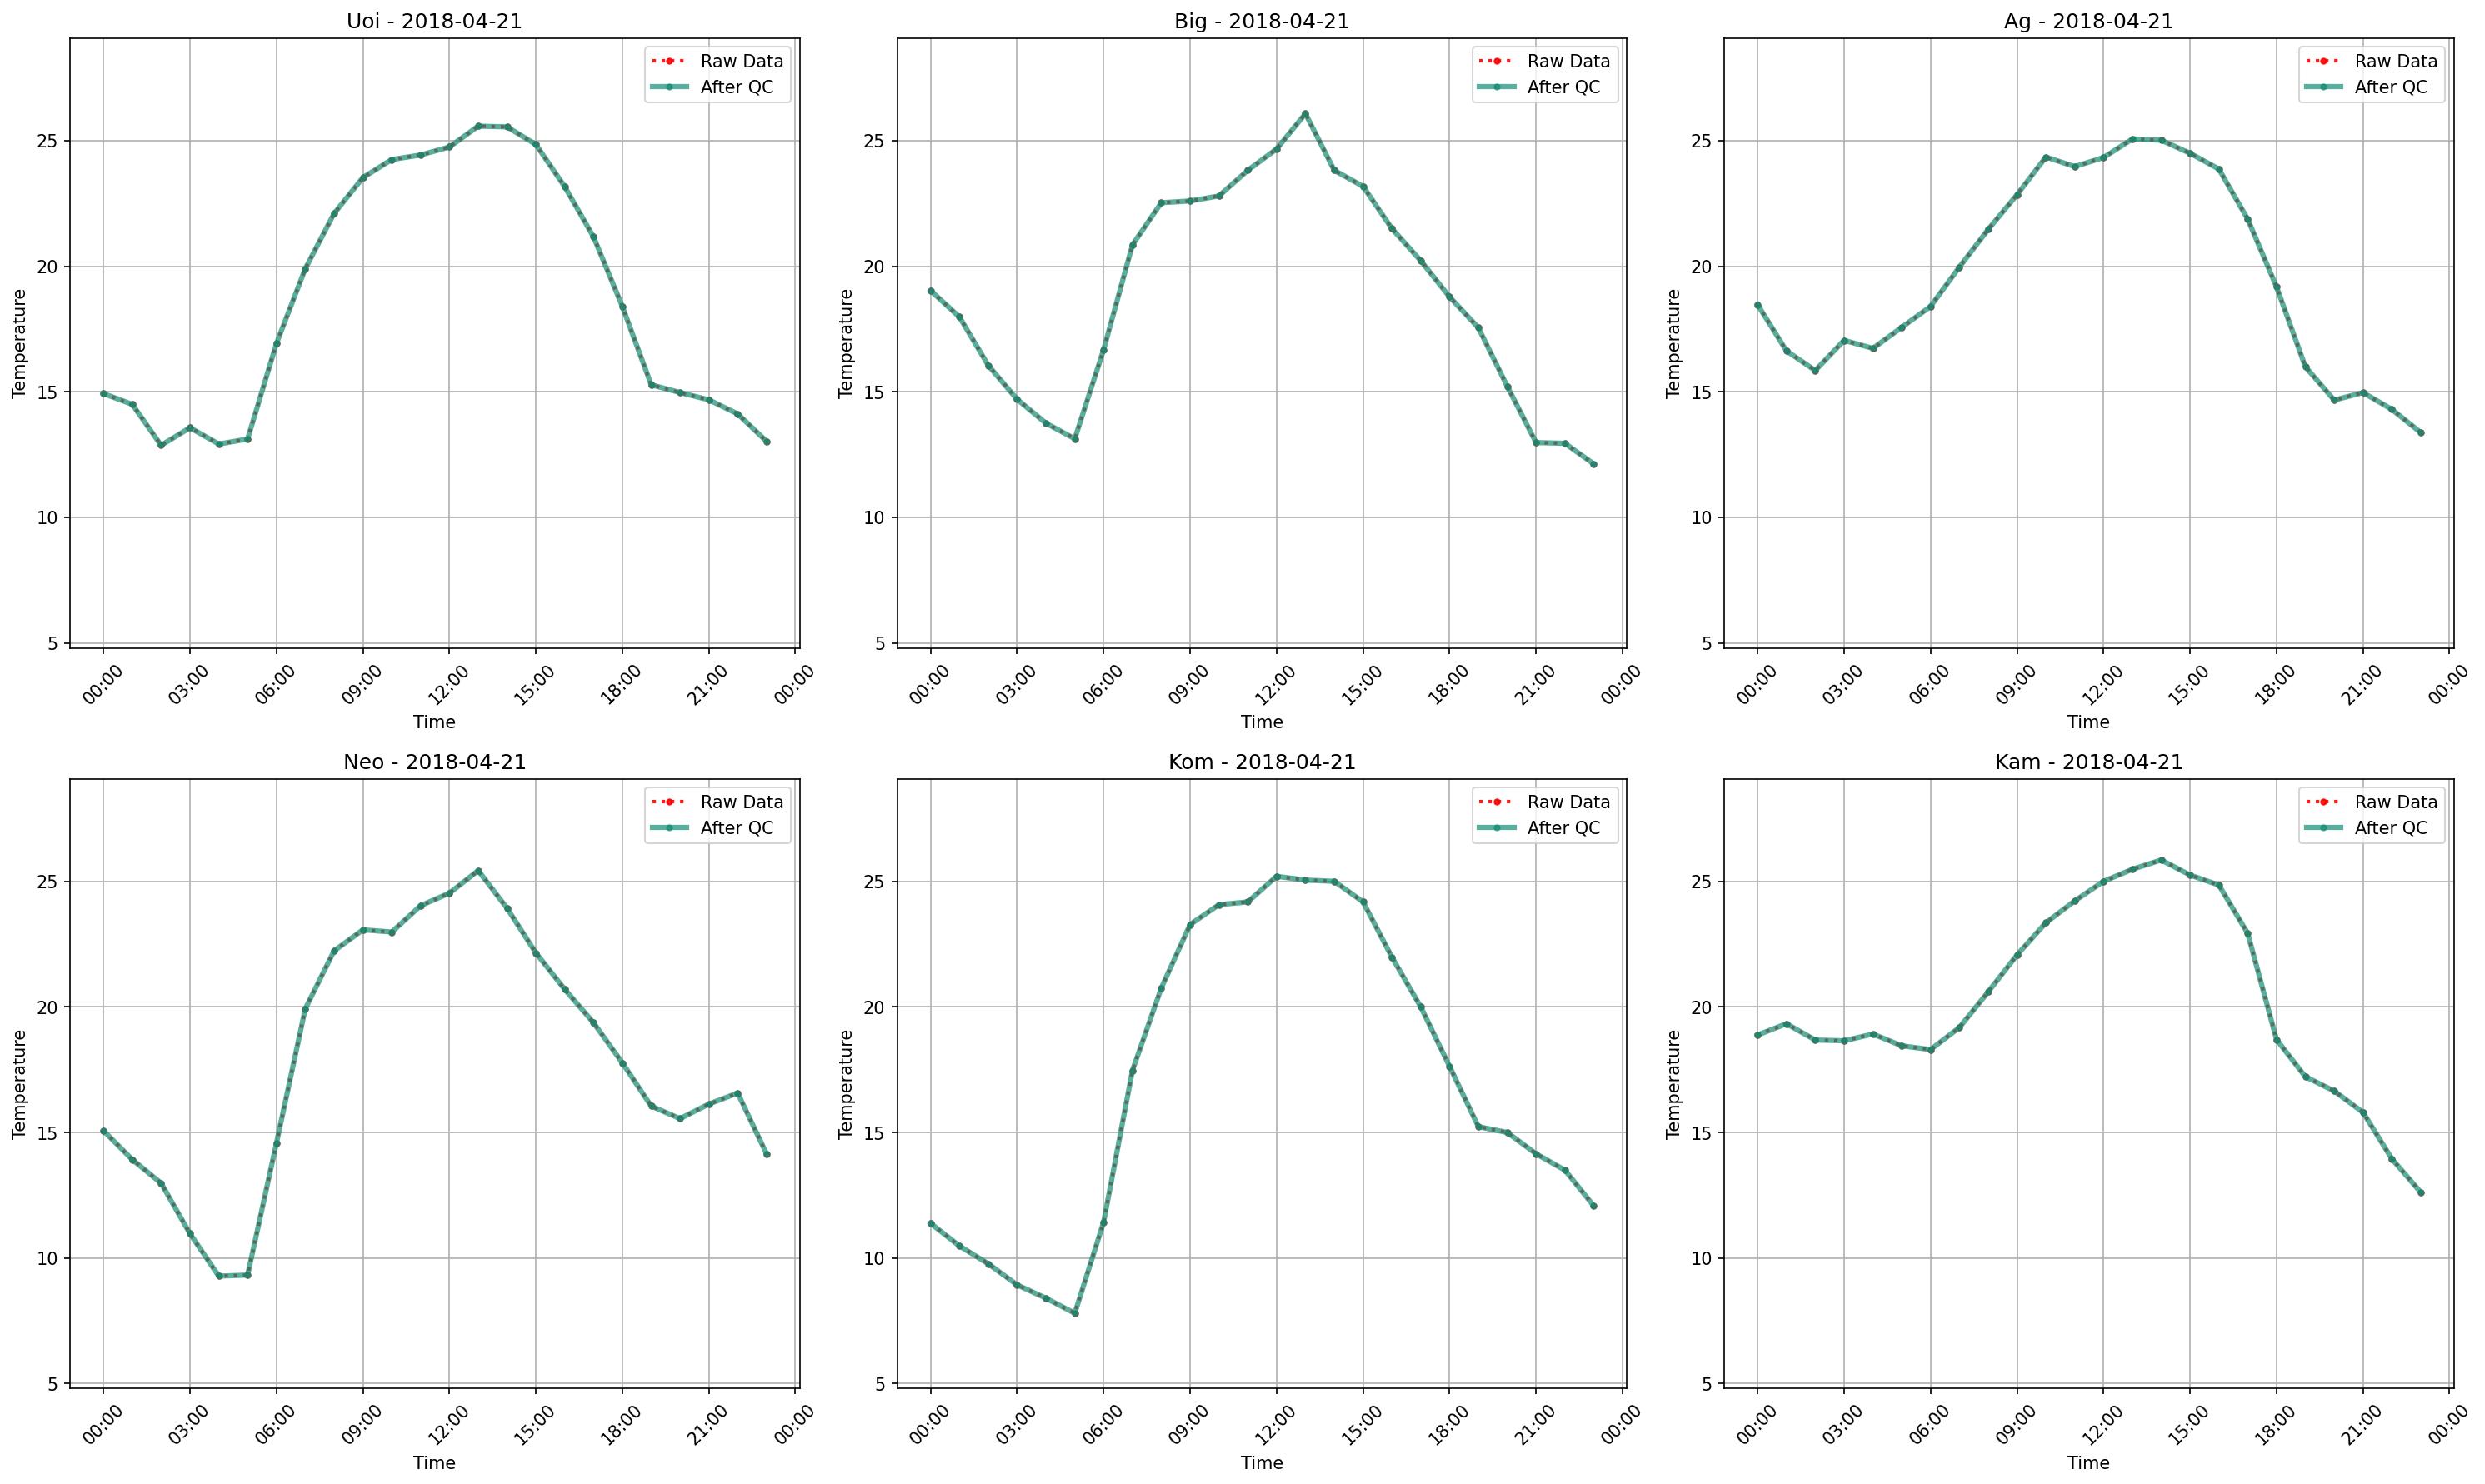 Uoi - 2018-04-21
Raw Data
After QC
25
20
15
10
5
Temperature
00:00
03:00
06:00
09:00
12:00
15:00
18:00
21:00
00:00
Time
Big - 2018-04-21
Raw Data
After QC
25
20
15
10
5
Temperature
00:00
03:00
06:00
09:00
12:00
15:00
18:00
21:00
00:00
Time
Ag - 2018-04-21
Raw Data
After QC
25
20
15
10
5
Temperature
00:00
03:00
06:00
09:00
12:00
15:00
18:00
21:00
00:00
Time
Neo - 2018-04-21
Raw Data
After QC
25
20
15
10
5
Temperature
00:00
03:00
06:00
09:00
12:00
15:00
18:00
21:00
00:00
Time
Kom - 2018-04-21
Raw Data
After QC
25
20
15
10
5
Temperature
00:00
03:00
06:00
09:00
12:00
15:00
18:00
21:00
00:00
Time
Kam - 2018-04-21
Raw Data
After QC
25
20
15
10
5
Temperature
00:00
03:00
06:00
09:00
12:00
15:00
18:00
21:00
00:00
Time